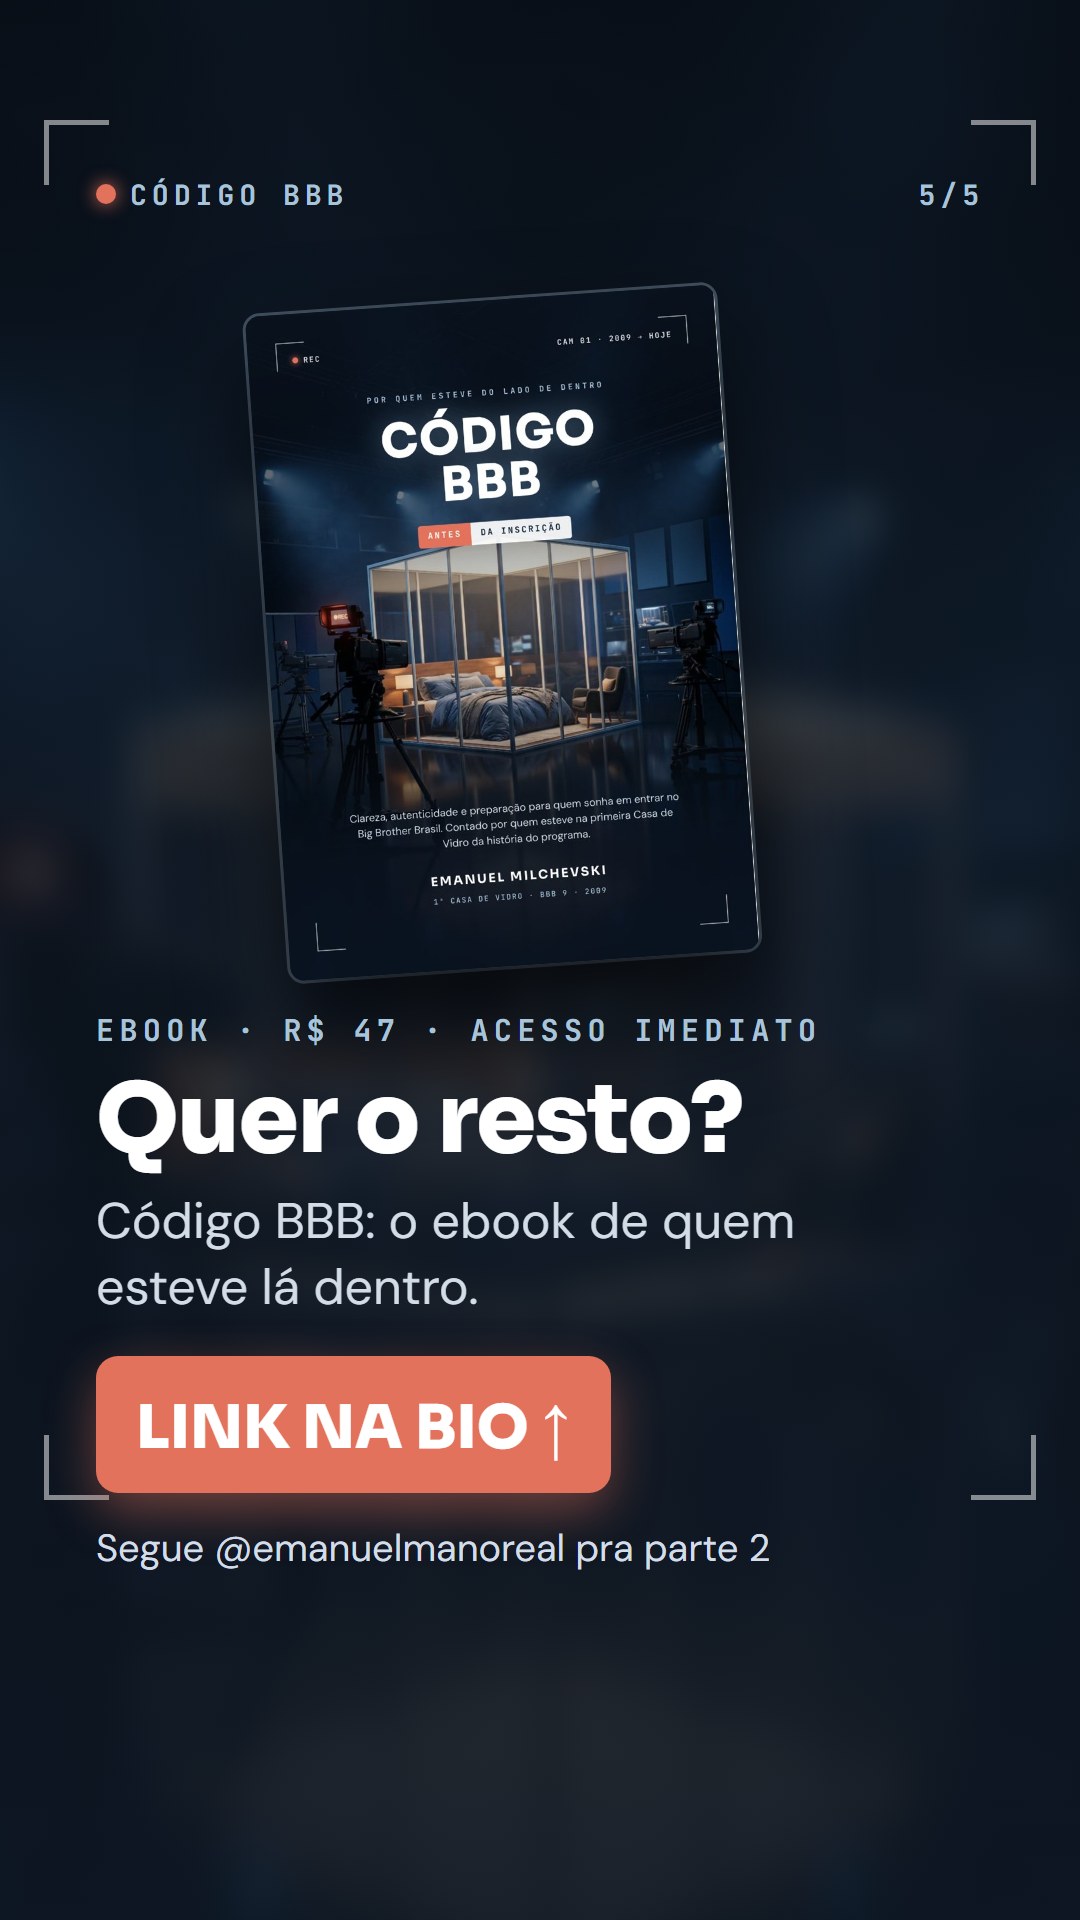 CÓDIGO BBB
5/5
REC
CAM 01 · 2009 → HOJE
POR QUEM ESTEVE DO LADO DE DENTRO
CÓDIGO
BBB
ANTES DA INSCRIÇÃO
REC
Clareza, autenticidade e preparação para quem sonha em entrar no
Big Brother Brasil. Contado por quem esteve na primeira Casa de
Vidro da história do programa.
EMANUEL MILCHEVSKI
1ª CASA DE VIDRO · BBB 9 · 2009
EBOOK · R$ 47 · ACESSO IMEDIATO
Quer o resto?
Código BBB: o ebook de quem
esteve lá dentro.
LINK NA BIO ↑
Segue @emanuelmanoreal pra parte 2